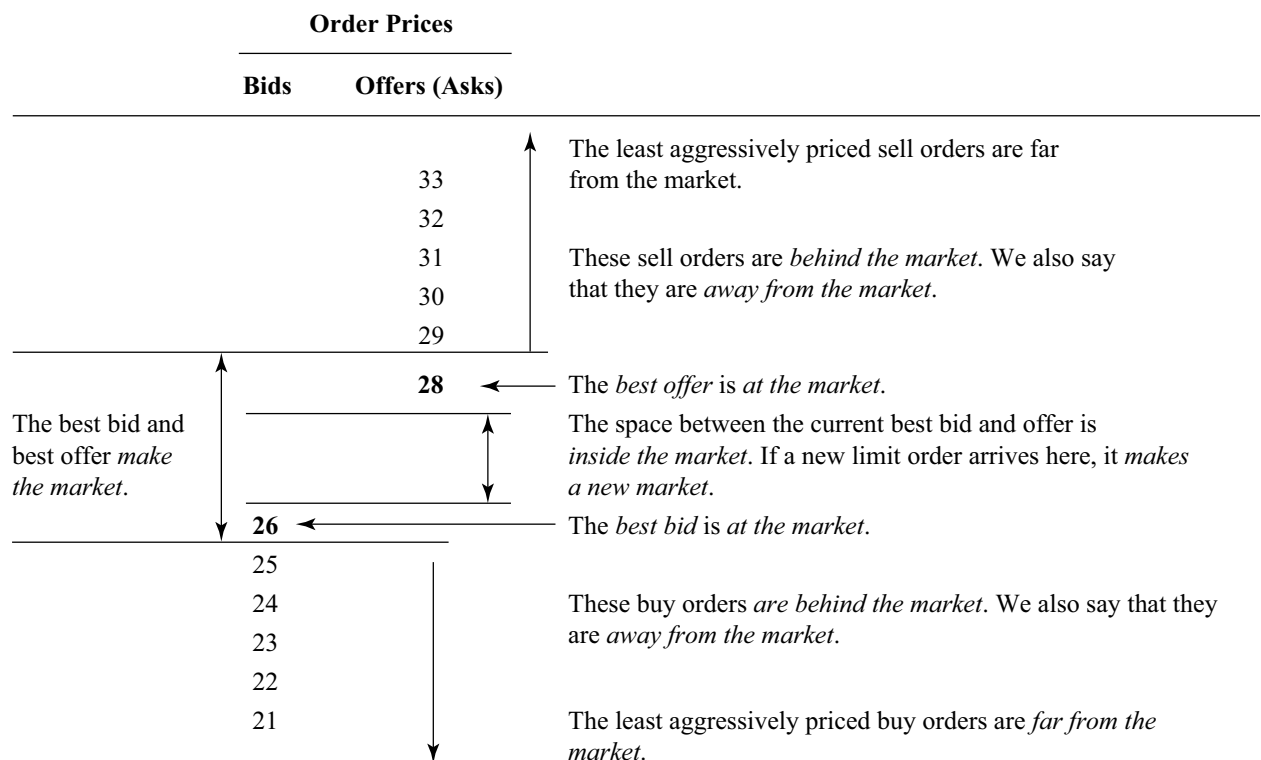 Order Prices
Bids Offers (Asks)
The least aggressively priced sell orders are far
from the market.
33
32
31
These sell orders are behind the market. We also say
that they are away from the market.
30
29
28
The best offer is at the market.
The best bid and
best offer make
the market.
The space between the current best bid and offer is
inside the market. If a new limit order arrives here, it makes
a new market.
26
The best bid is at the market.
25
24
These buy orders are behind the market. We also say that they
are away from the market.
23
22
21
The least aggressively priced buy orders are far from the
market.